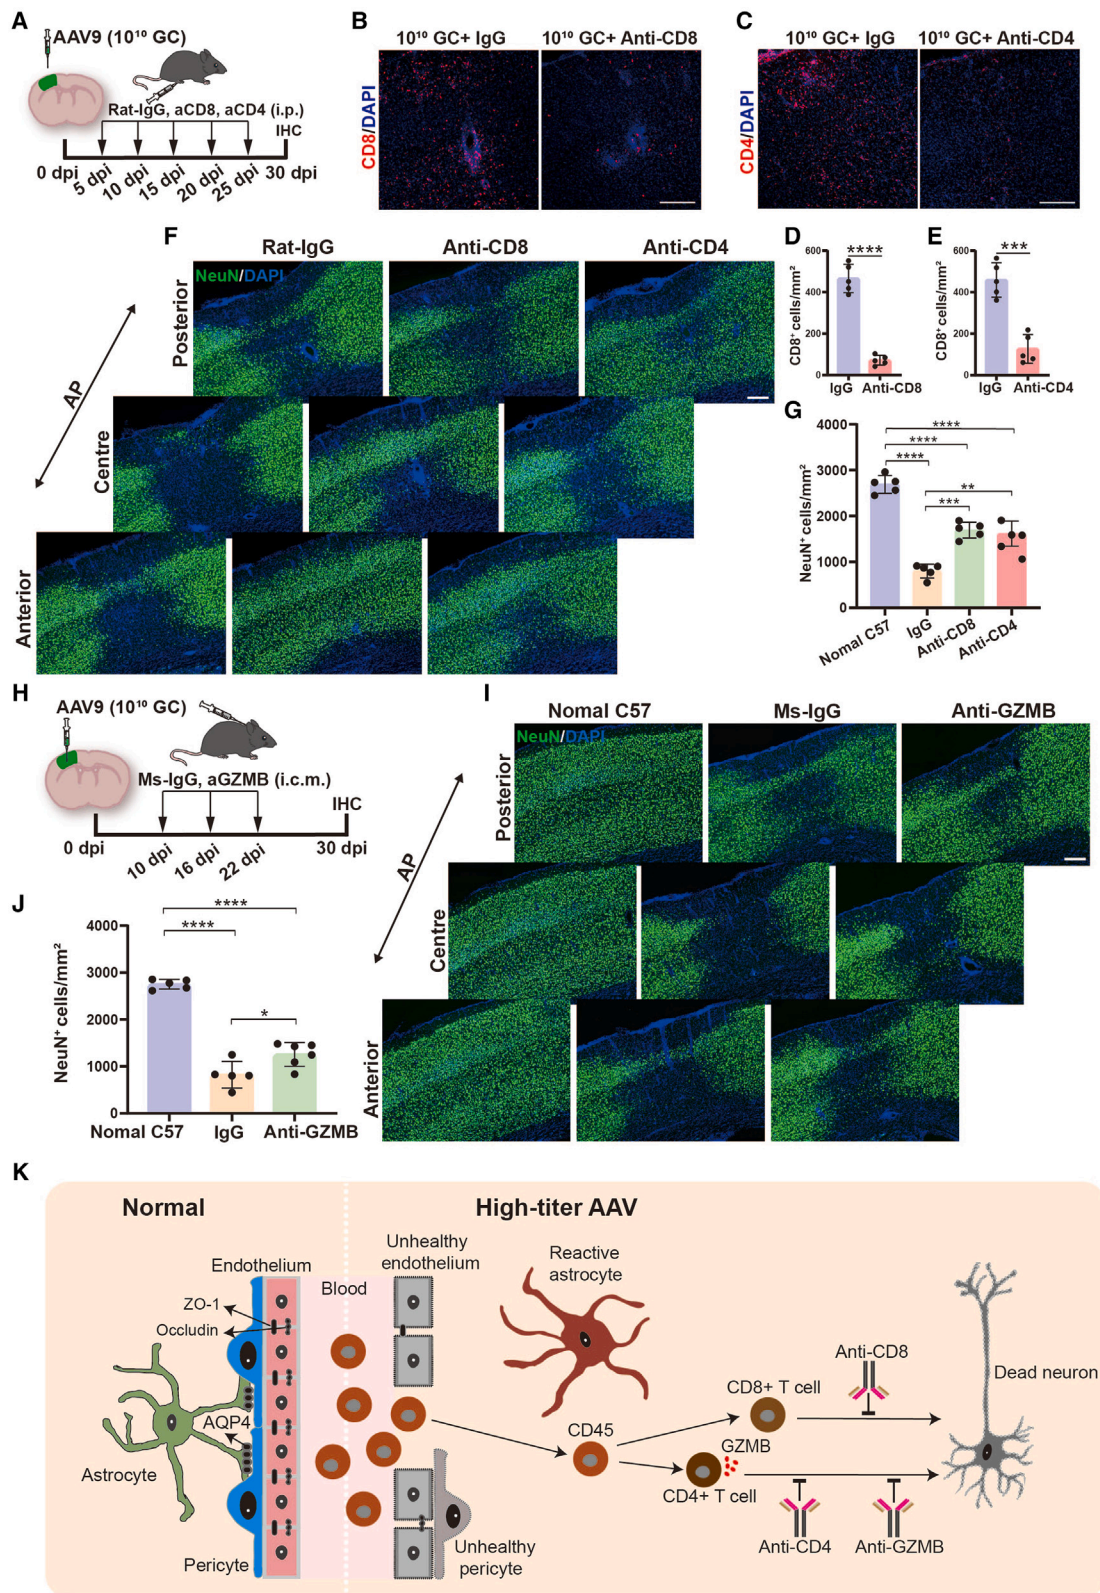 A
AAV9 (10¹⁰ GC)
Rat-IgG, aCD8, aCD4 (i.p.)
IHC
0 dpi
5 dpi
10 dpi
15 dpi
20 dpi
25 dpi
30 dpi
B
10¹⁰ GC+ IgG
10¹⁰ GC+ Anti-CD8
CD8/DAPI
C
10¹⁰ GC+ IgG
10¹⁰ GC+ Anti-CD4
CD4/DAPI
D
CD8⁺ cells/mm²
600
400
200
0
****
IgG
Anti-CD8
E
CD8⁺ cells/mm²
600
400
200
0
***
IgG
Anti-CD4
F
Rat-IgG
Anti-CD8
Anti-CD4
NeuN/DAPI
AP
Posterior
Centre
Anterior
G
NeuN⁺ cells/mm²
4000
3000
2000
1000
0
****
****
****
**
***
Nomal C57
IgG
Anti-CD8
Anti-CD4
H
AAV9 (10¹⁰ GC)
Ms-IgG, aGZMB (i.c.m.)
IHC
0 dpi
10 dpi
16 dpi
22 dpi
30 dpi
I
Nomal C57
Ms-IgG
Anti-GZMB
NeuN/DAPI
AP
Posterior
Centre
Anterior
J
NeuN⁺ cells/mm²
4000
3000
2000
1000
0
****
****
*
Nomal C57
IgG
Anti-GZMB
K
Normal
High-titer AAV
Endothelium
Blood
Unhealthy
endothelium
Reactive
astrocyte
ZO-1
Occludin
AQP4
Astrocyte
Pericyte
Unhealthy
pericyte
CD45
CD8+ T cell
GZMB
CD4+ T cell
Anti-CD8
Anti-CD4
Anti-GZMB
Dead neuron